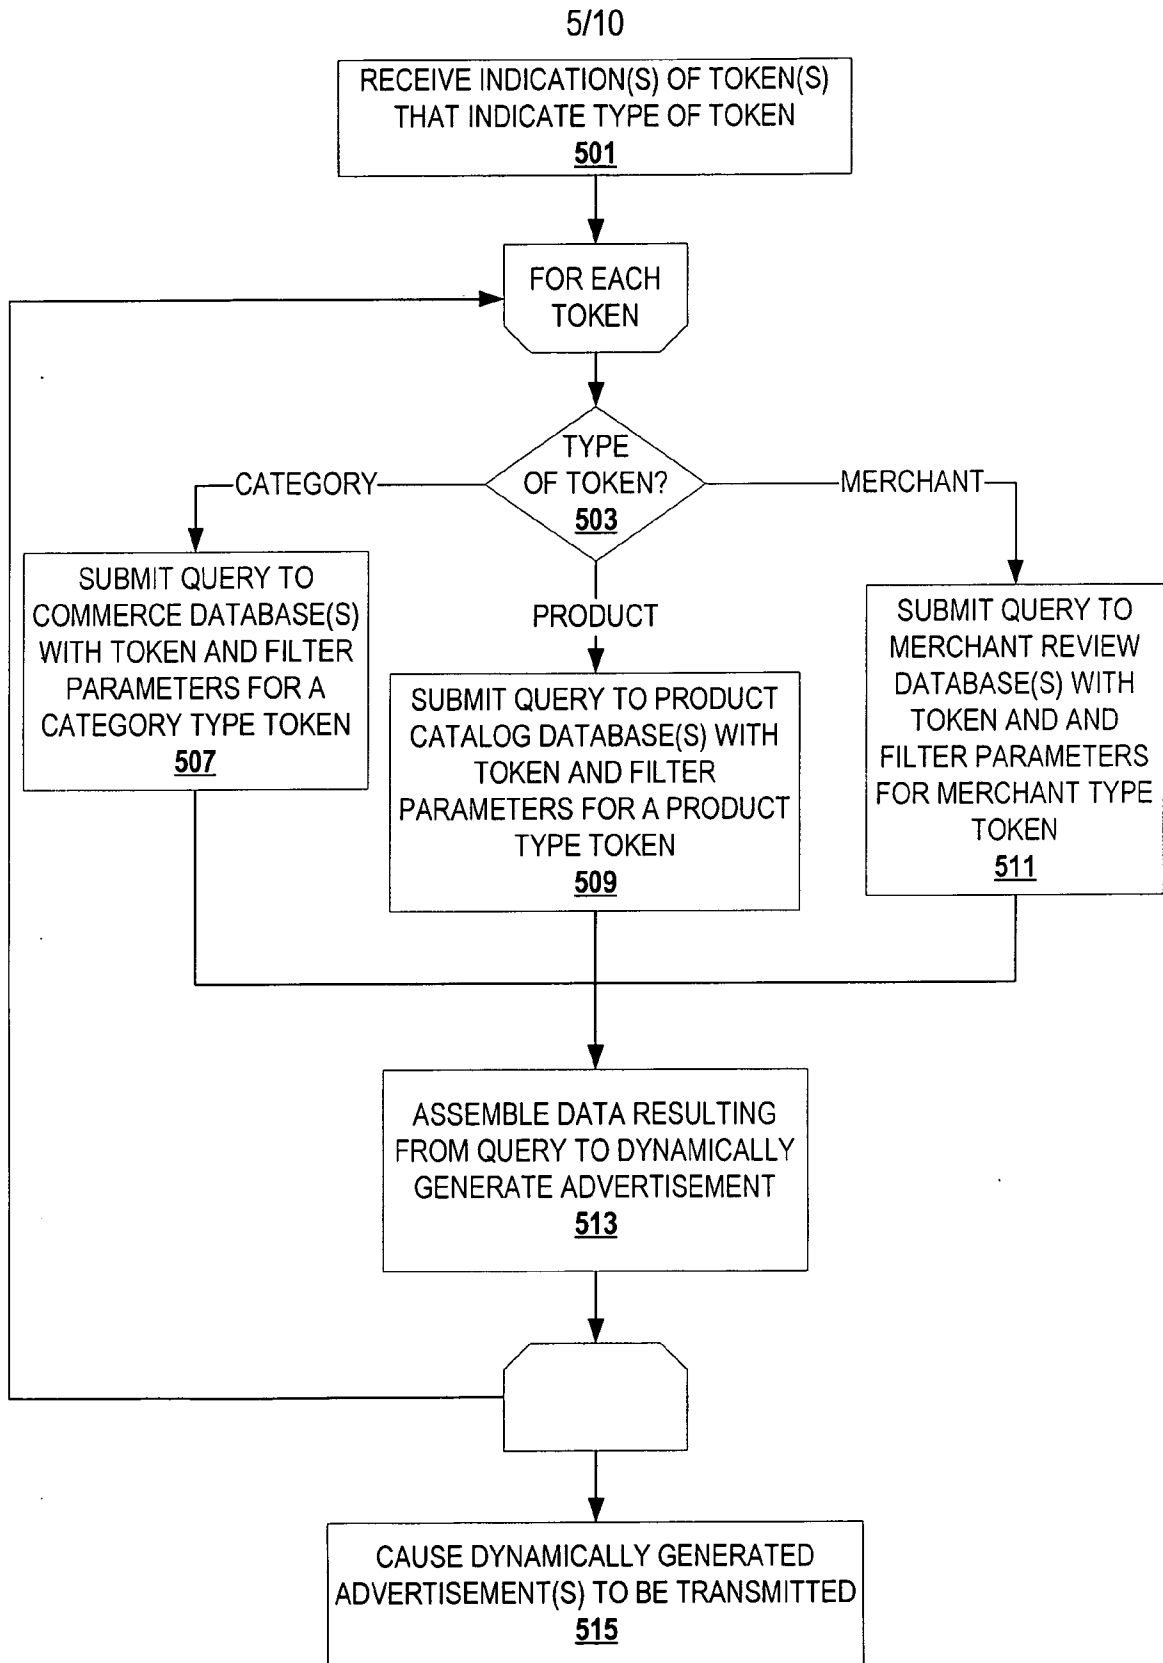 5/10
RECEIVE INDICATION(S) OF TOKEN(S)
THAT INDICATE TYPE OF TOKEN
501
FOR EACH
TOKEN
TYPE
OF TOKEN?
503
CATEGORY
MERCHANT
PRODUCT
SUBMIT QUERY TO
COMMERCE DATABASE(S)
WITH TOKEN AND FILTER
PARAMETERS FOR A
CATEGORY TYPE TOKEN
507
SUBMIT QUERY TO PRODUCT
CATALOG DATABASE(S) WITH
TOKEN AND FILTER
PARAMETERS FOR A PRODUCT
TYPE TOKEN
509
SUBMIT QUERY TO
MERCHANT REVIEW
DATABASE(S) WITH
TOKEN AND AND
FILTER PARAMETERS
FOR MERCHANT TYPE
TOKEN
511
ASSEMBLE DATA RESULTING
FROM QUERY TO DYNAMICALLY
GENERATE ADVERTISEMENT
513
CAUSE DYNAMICALLY GENERATED
ADVERTISEMENT(S) TO BE TRANSMITTED
515